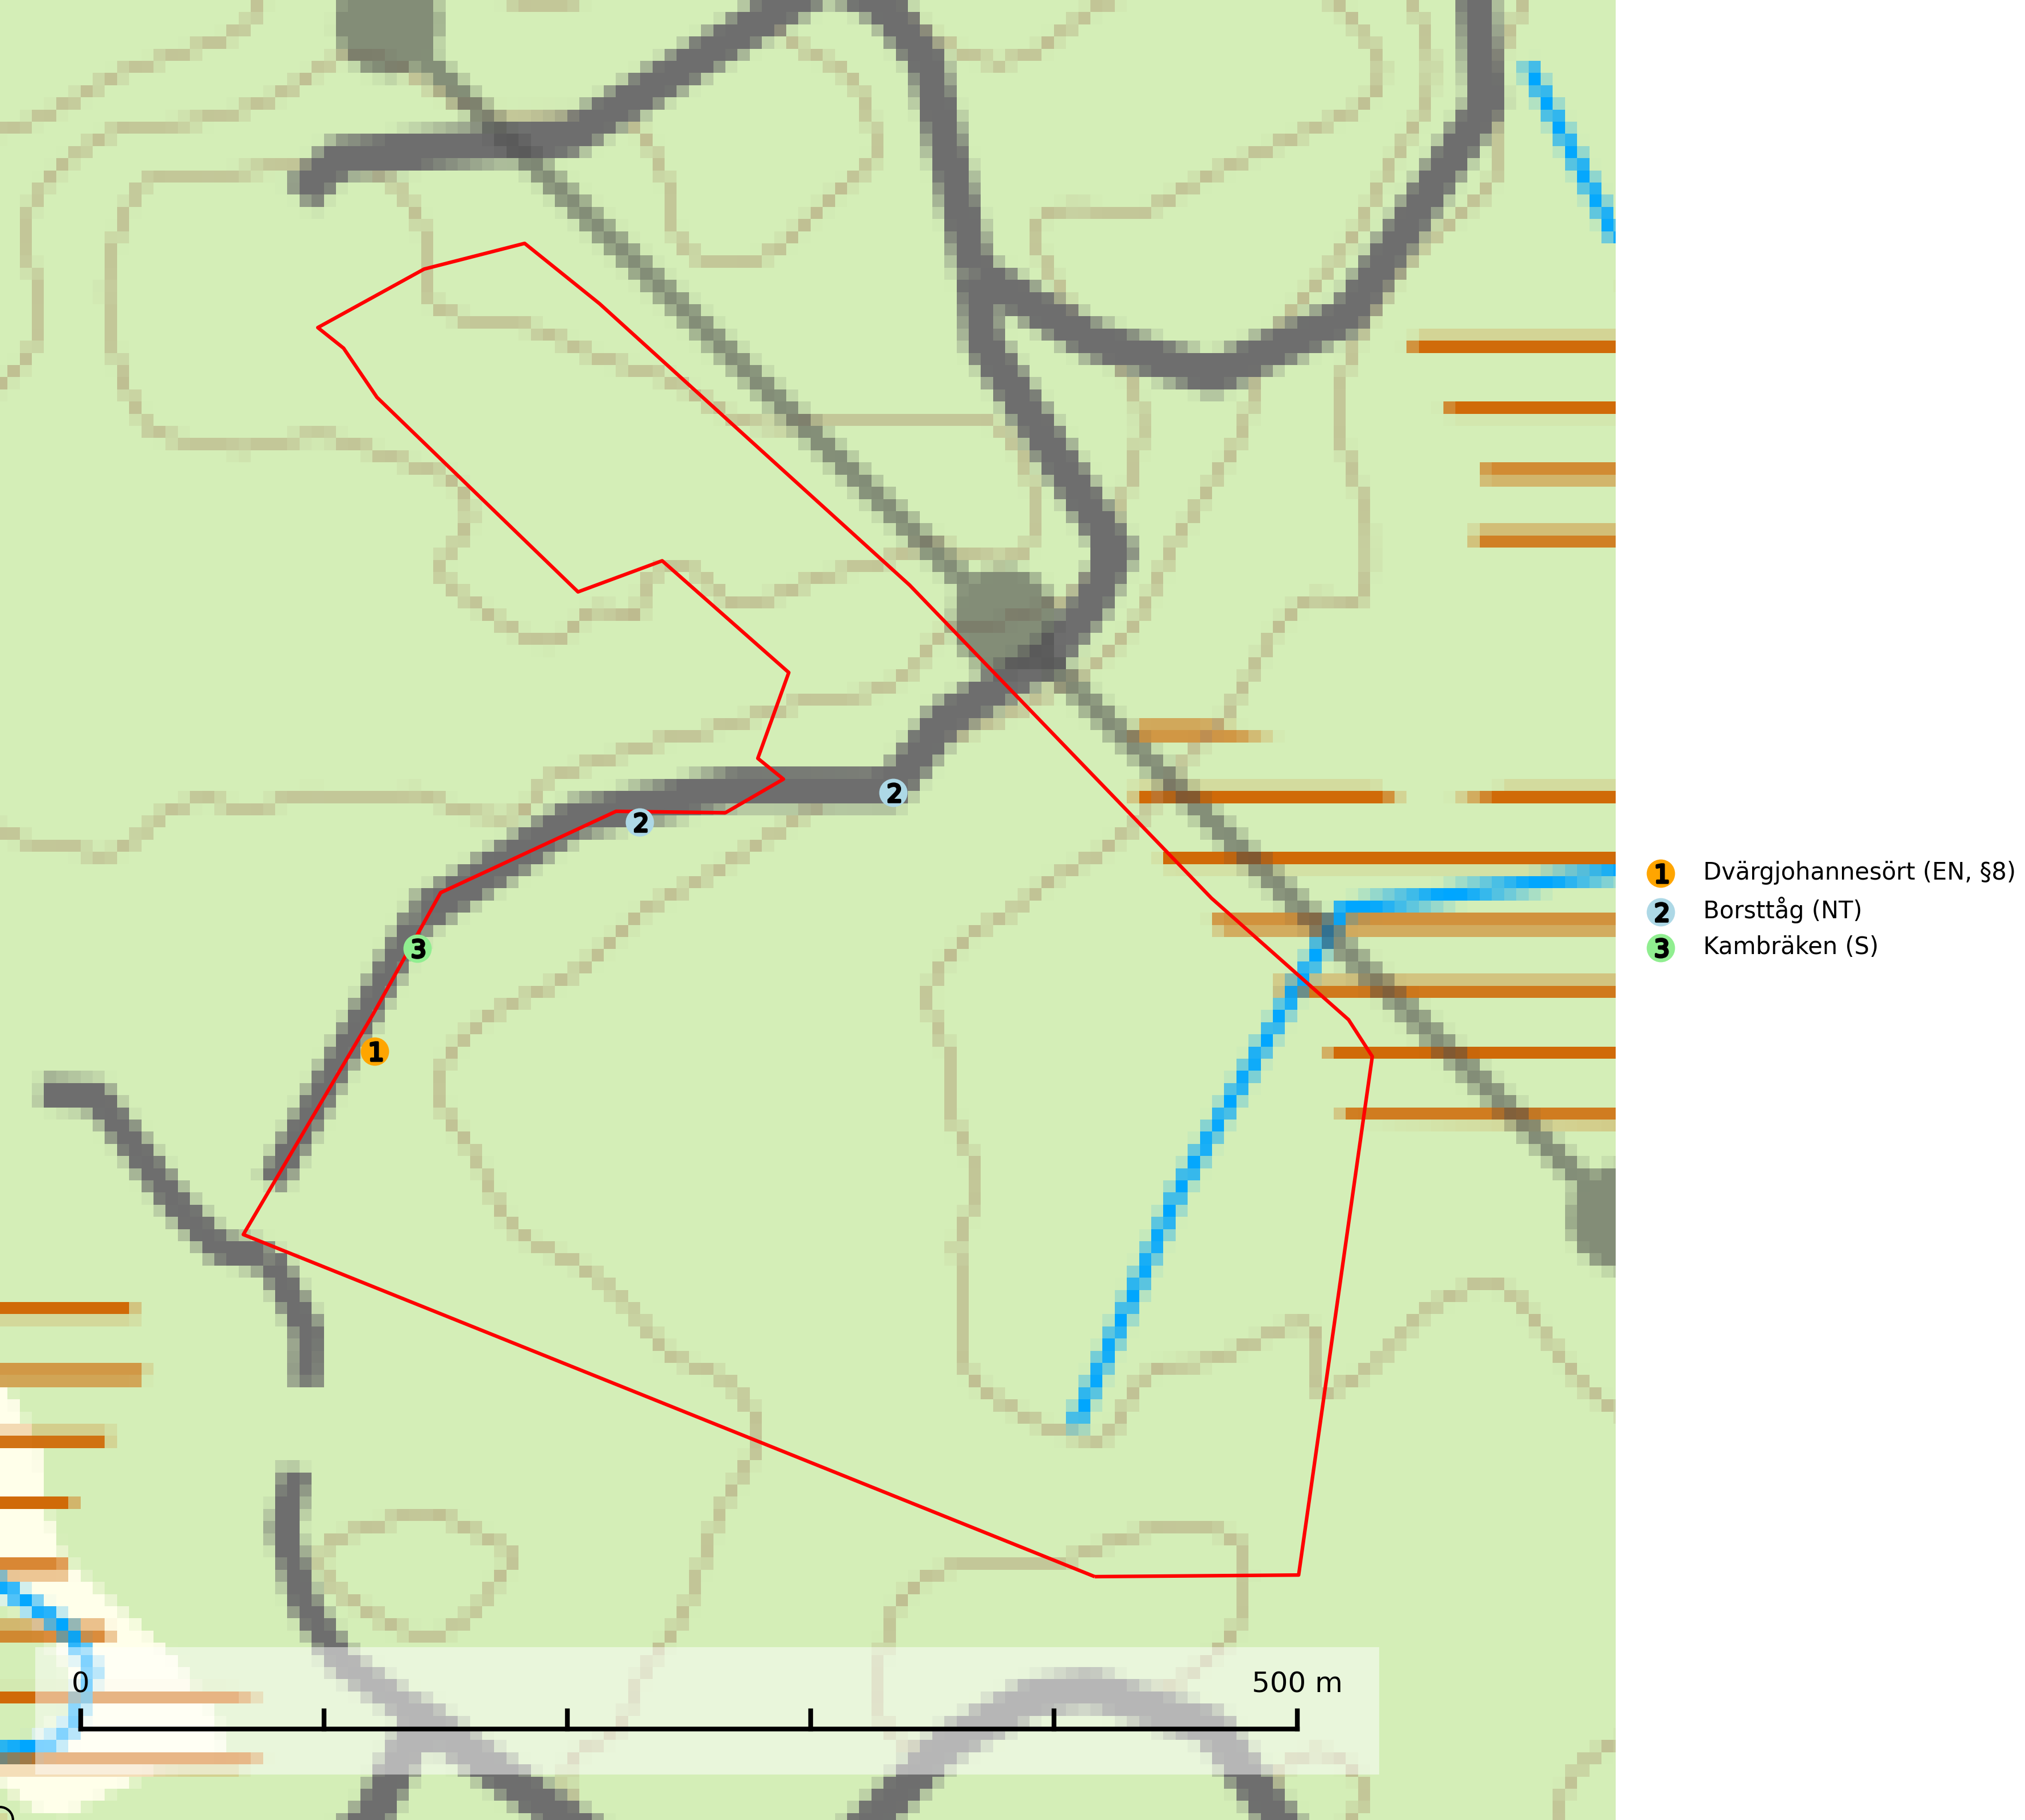 2
2
3
1
1 Dvärgjohannesört (EN, §8)
2 Borsttåg (NT)
3 Kambräken (S)
0 500 m